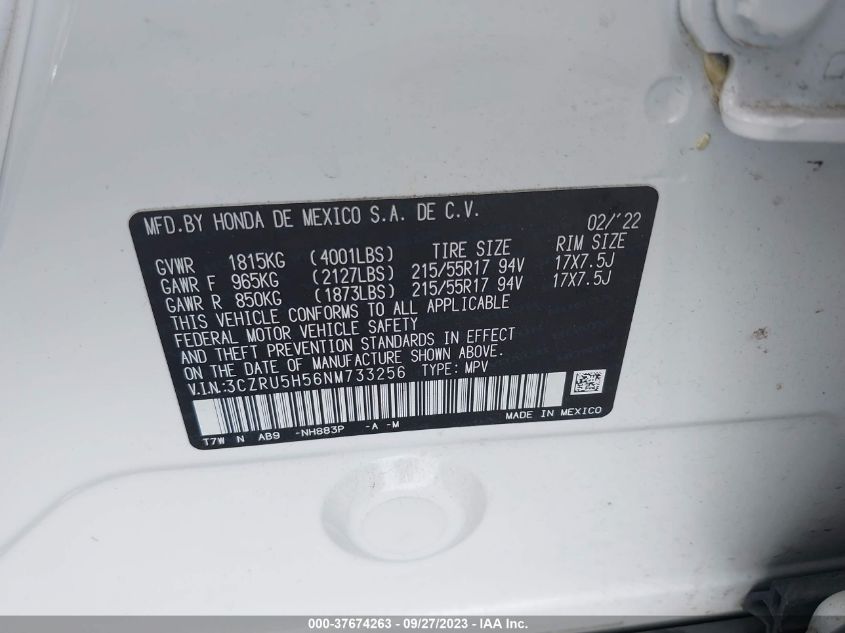 MFD.BY HONDA DE MEXICO S.A. DE C.V. 02/'22
GVWR 1815KG (4001LBS) TIRE SIZE RIM SIZE
GAWR F 965KG (2127LBS) 215/55R17 94V 17X7.5J
GAWR R 850KG (1873LBS) 215/55R17 94V 17X7.5J
THIS VEHICLE CONFORMS TO ALL APPLICABLE
FEDERAL MOTOR VEHICLE SAFETY
AND THEFT PREVENTION STANDARDS IN EFFECT
ON THE DATE OF MANUFACTURE SHOWN ABOVE.
V.I.N:3CZRU5H56NM733256 TYPE: MPV
T7W N AB9 -NH883P -A -M MADE IN MEXICO
000-37674263 - 09/27/2023 - IAA Inc.